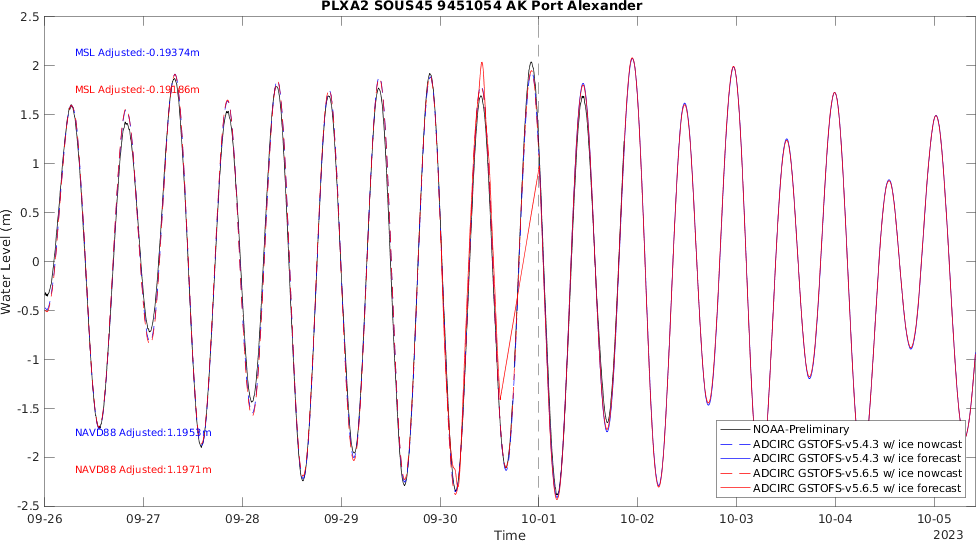 PLXA2 SOUS45 9451054 AK Port Alexander
2.5
2
1.5
1
0.5
0
-0.5
-1
-1.5
-2
-2.5
Water Level (m)
MSL Adjusted:-0.19374m
MSL Adjusted:-0.19186m
NAVD88 Adjusted:1.1953m
NAVD88 Adjusted:1.1971m
NOAA-Preliminary
ADCIRC GSTOFS-v5.4.3 w/ ice nowcast
ADCIRC GSTOFS-v5.4.3 w/ ice forecast
ADCIRC GSTOFS-v5.6.5 w/ ice nowcast
ADCIRC GSTOFS-v5.6.5 w/ ice forecast
09-26 09-27 09-28 09-29 09-30 10-01 10-02 10-03 10-04 10-05
Time
2023